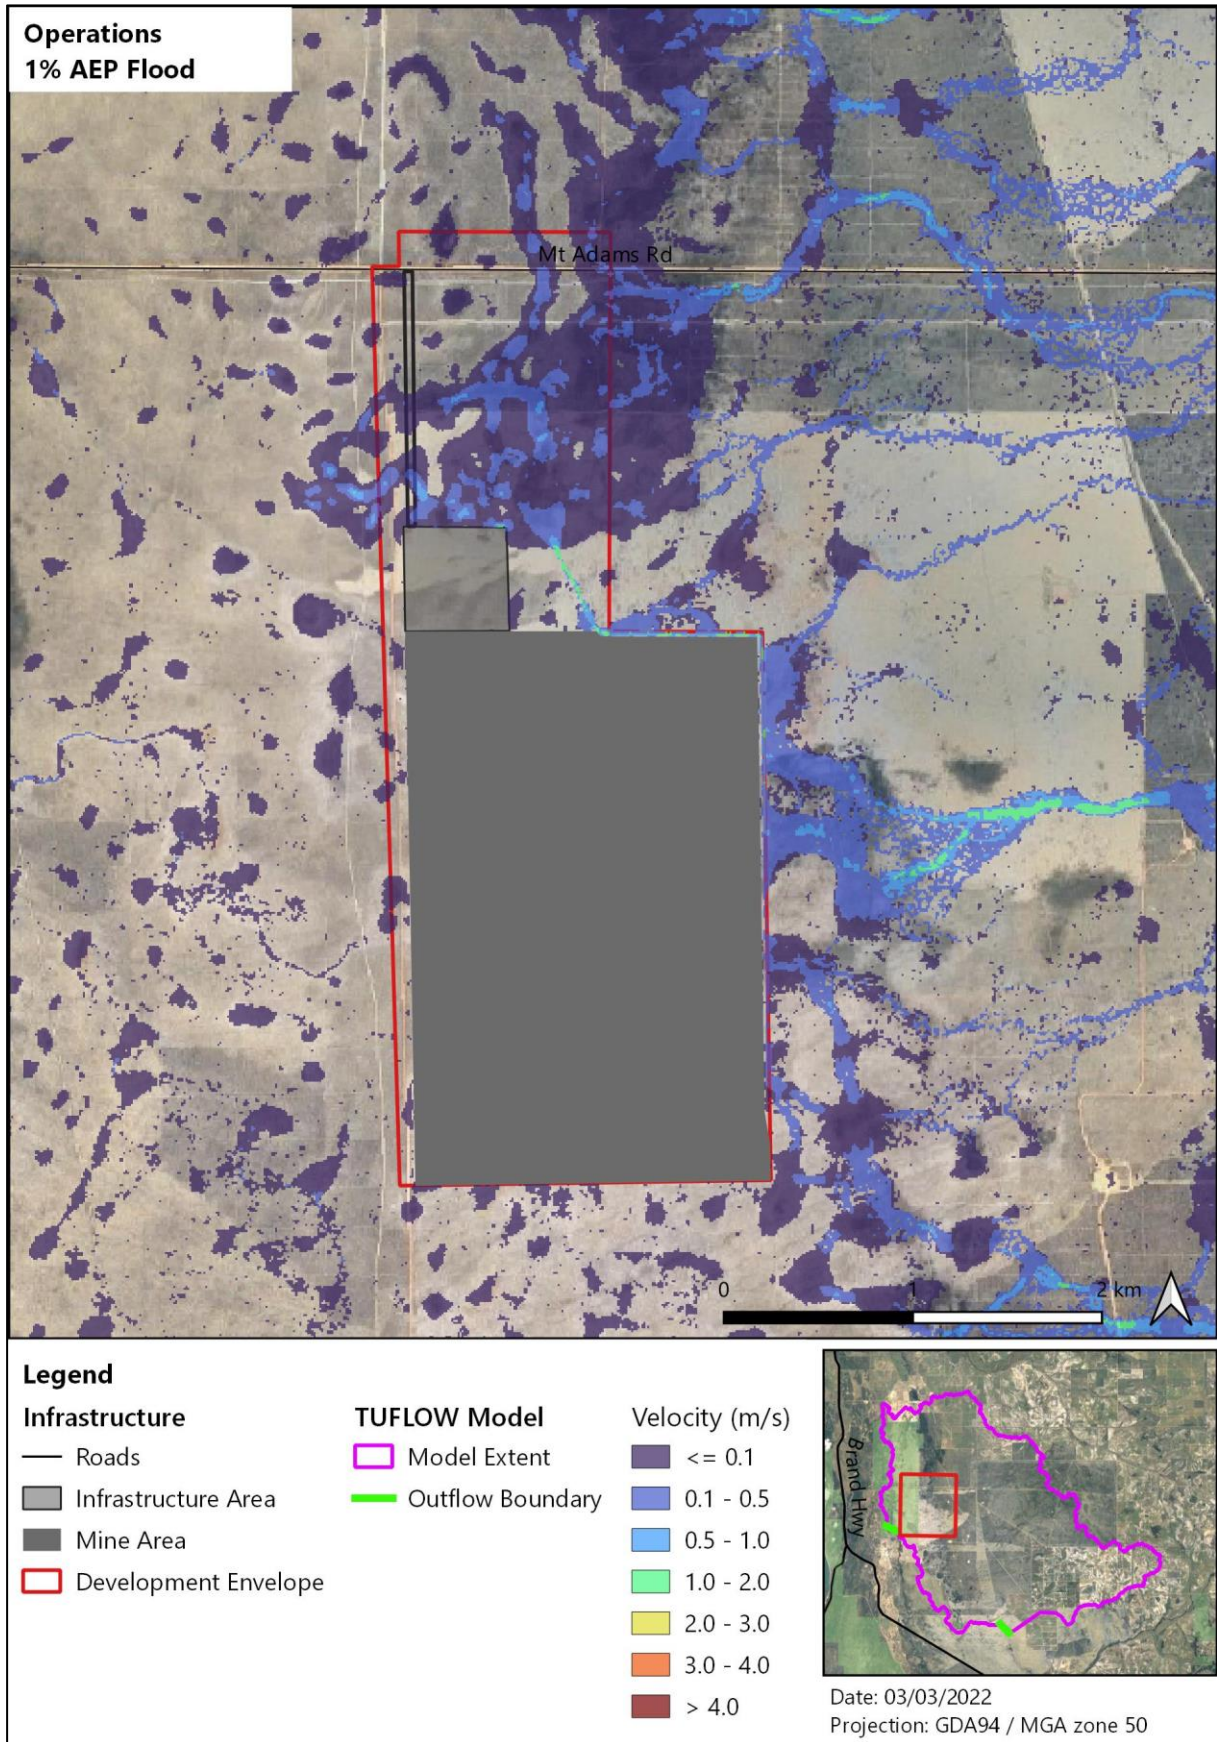 Operations
1% AEP Flood
Mt Adams Rd
0 1 2 km
Legend
Infrastructure
Roads
Infrastructure Area
Mine Area
Development Envelope
TUFLOW Model
Model Extent
Outflow Boundary
Velocity (m/s)
<= 0.1
0.1 - 0.5
0.5 - 1.0
1.0 - 2.0
2.0 - 3.0
3.0 - 4.0
> 4.0
Brand Hwy
Date: 03/03/2022
Projection: GDA94 / MGA zone 50